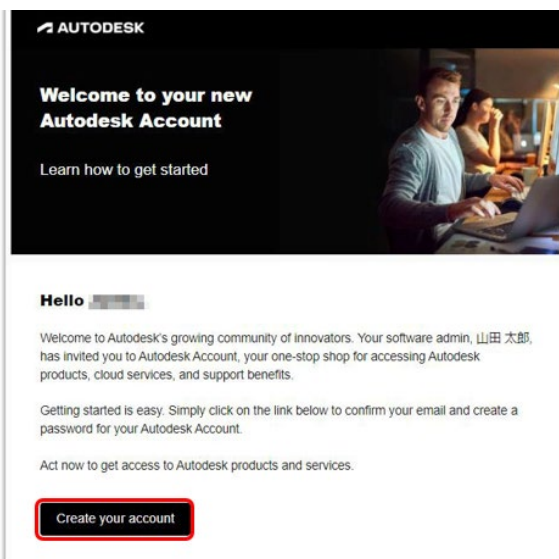 AUTODESK
Welcome to your new
Autodesk Account
Learn how to get started
Hello
Welcome to Autodesk's growing community of innovators. Your software admin, 山田 太郎,
has invited you to Autodesk Account, your one-stop shop for accessing Autodesk
products, cloud services, and support benefits.
Getting started is easy. Simply click on the link below to confirm your email and create a
password for your Autodesk Account.
Act now to get access to Autodesk products and services.
Create your account